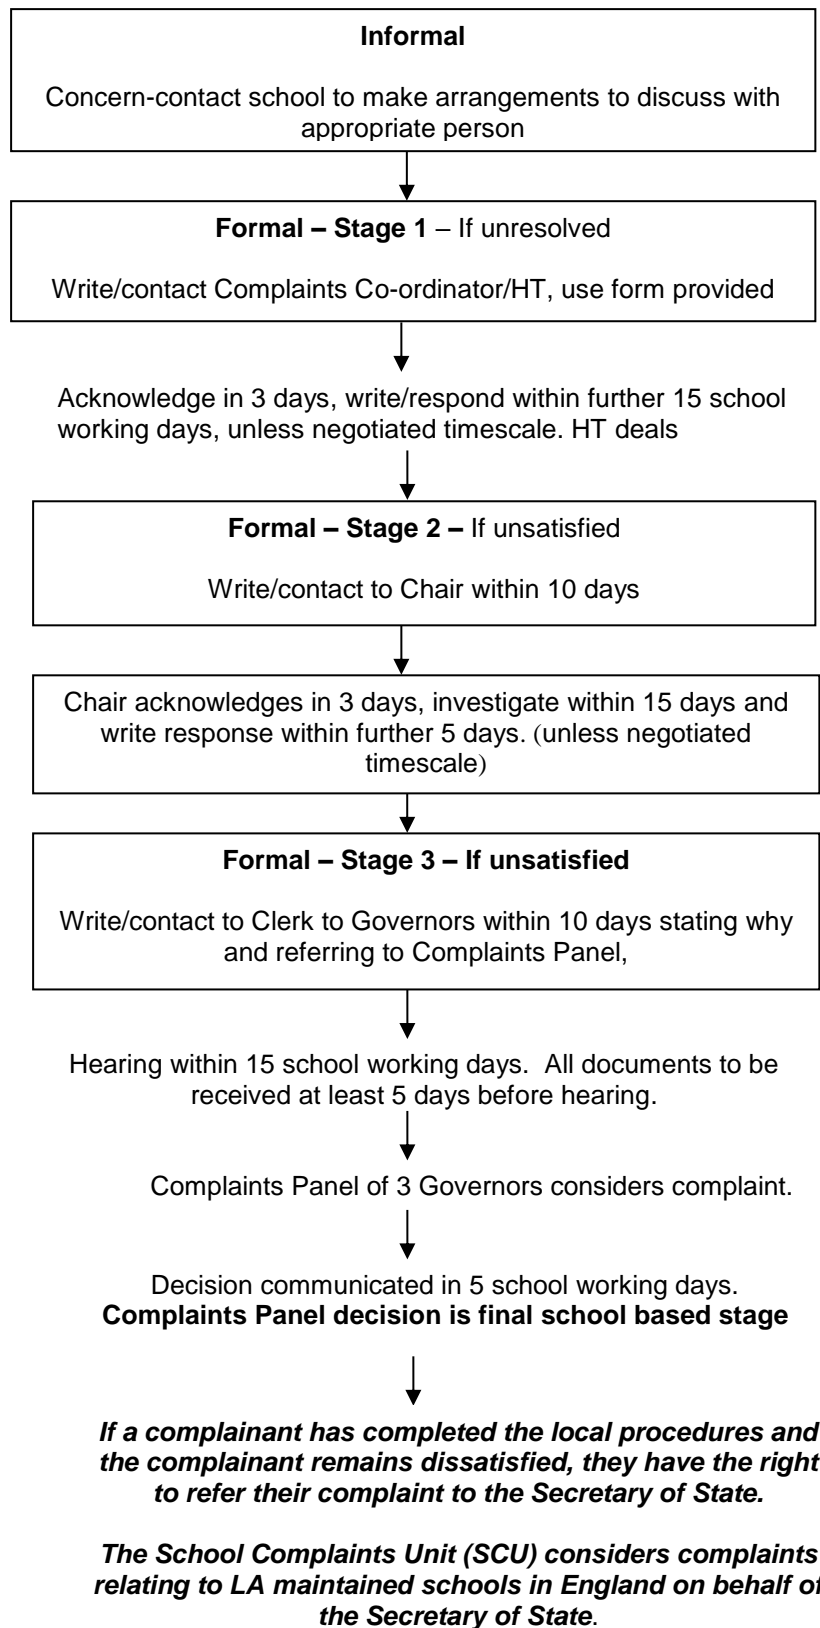 Informal
Concern-contact school to make arrangements to discuss with
appropriate person
Formal – Stage 1 – If unresolved
Write/contact Complaints Co-ordinator/HT, use form provided
Acknowledge in 3 days, write/respond within further 15 school
working days, unless negotiated timescale. HT deals
Formal – Stage 2 – If unsatisfied
Write/contact to Chair within 10 days
Chair acknowledges in 3 days, investigate within 15 days and
write response within further 5 days. (unless negotiated
timescale)
Formal – Stage 3 – If unsatisfied
Write/contact to Clerk to Governors within 10 days stating why
and referring to Complaints Panel,
Hearing within 15 school working days.  All documents to be
received at least 5 days before hearing.
Complaints Panel of 3 Governors considers complaint.
Decision communicated in 5 school working days.
Complaints Panel decision is final school based stage
If a complainant has completed the local procedures and
the complainant remains dissatisfied, they have the right
to refer their complaint to the Secretary of State.
The School Complaints Unit (SCU) considers complaints
relating to LA maintained schools in England on behalf of
the Secretary of State.